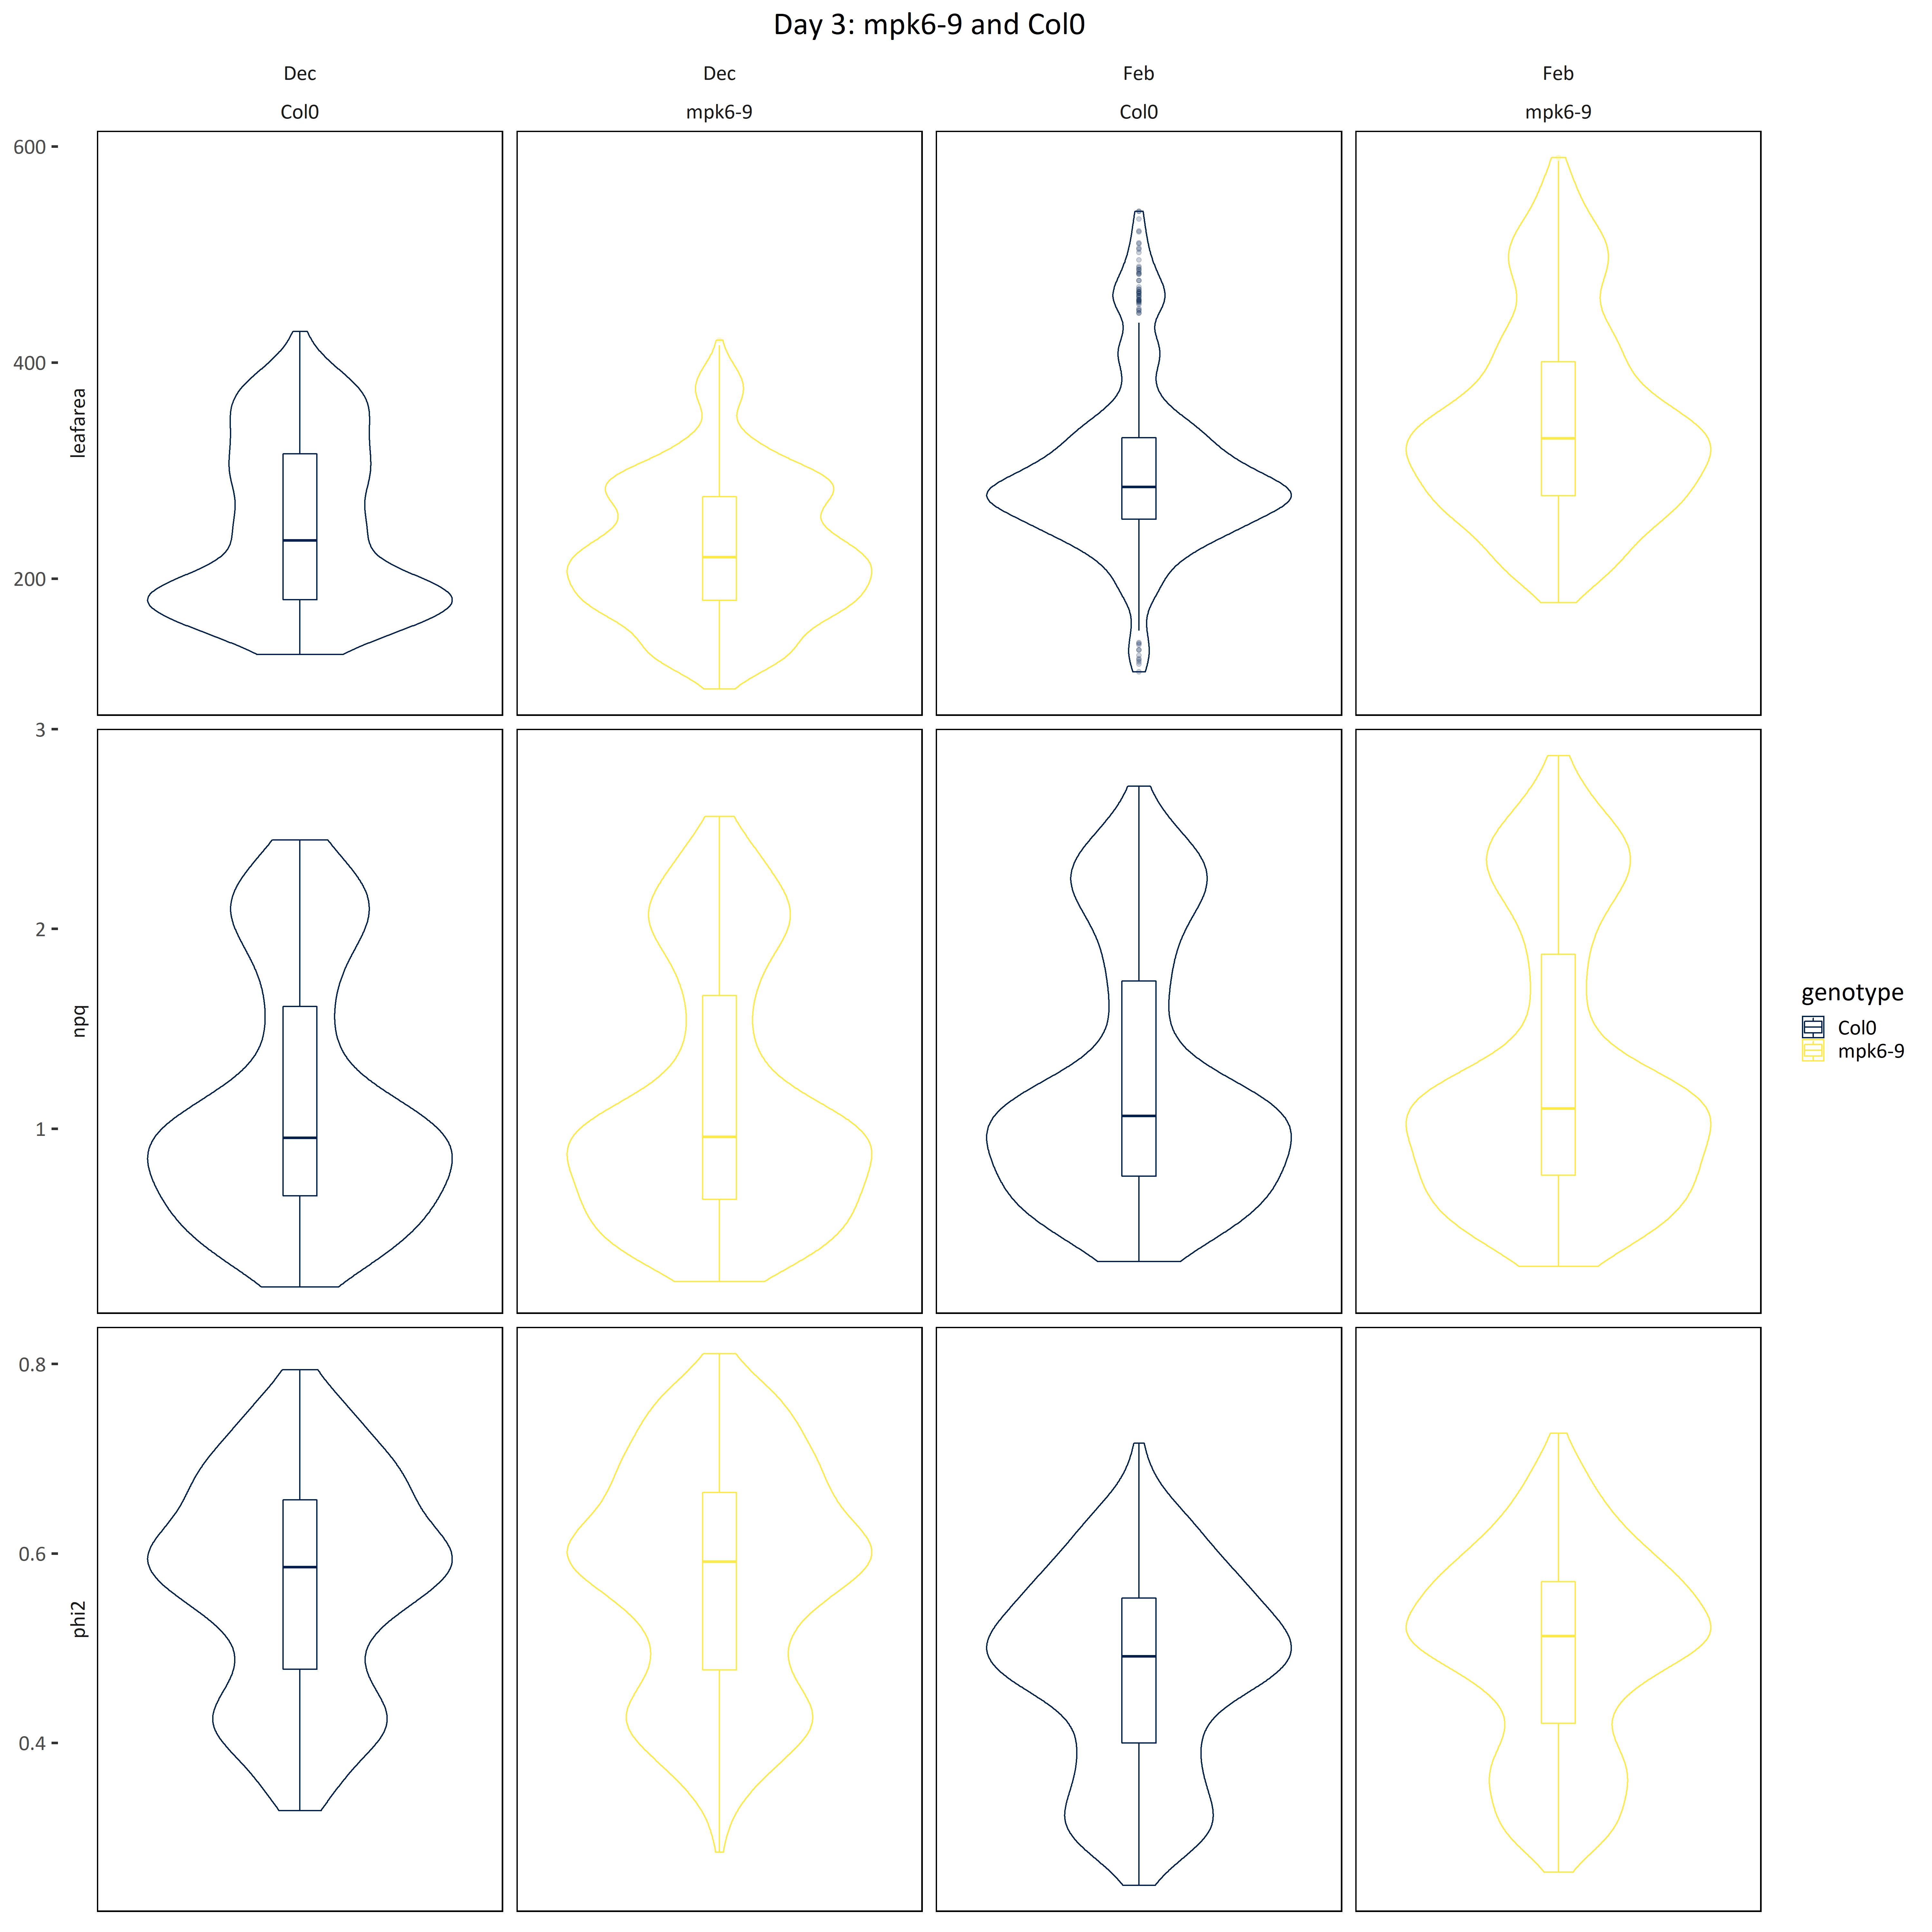 Day 3: mpk6-9 and Col0
Dec
Dec
Feb
Feb
Col0
mpk6-9
Col0
mpk6-9
600
400
200
leafarea
3
2
1
npq
0.8
0.6
0.4
phi2
genotype
Col0
mpk6-9